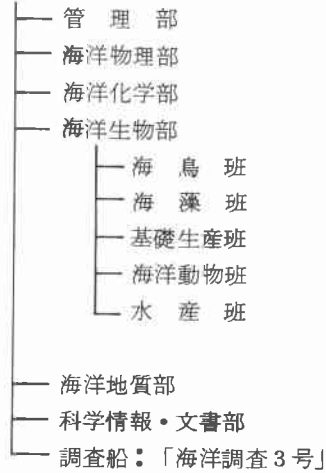 管理部
海洋物理部
海洋化学部
海洋生物部
海鳥班
海藻班
基礎生産班
海洋動物班
水産班
海洋地質部
科学情報・文書部
調査船：「海洋調査3号」